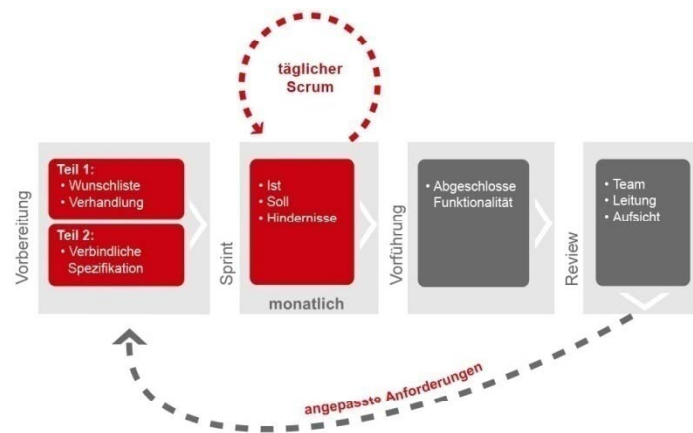 täglicher
Scrum
Vorbereitung
Teil 1:
• Wunschliste
• Verhandlung
Teil 2:
• Verbindliche
Spezifikation
Sprint
• Ist
• Soll
• Hindernisse
monatlich
Vorführung
• Abgeschlosse
Funktionalität
Review
• Team
• Leitung
• Aufsicht
angepasste Anforderungen